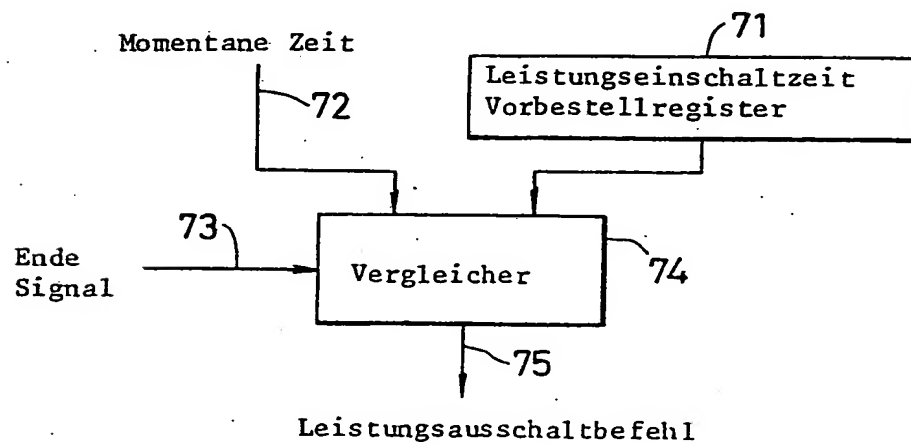 71
Momentane Zeit
Leistungseinschaltzeit
Vorbestellregister
72
73
Ende
Signal
Vergleicher
74
75
Leistungsausschaltbefehl